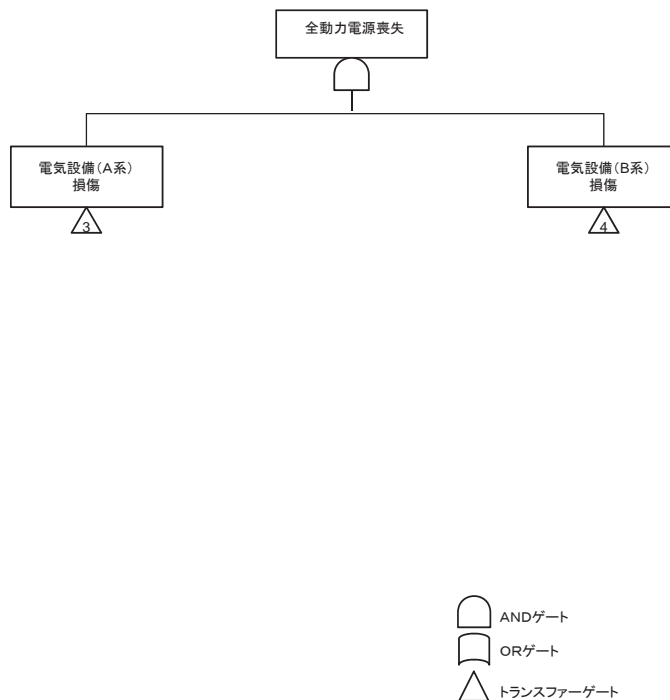 全動力電源喪失
電気設備(A系)
損傷
電気設備(B系)
損傷
3
4
ANDゲート
ORゲート
トランスファーゲート